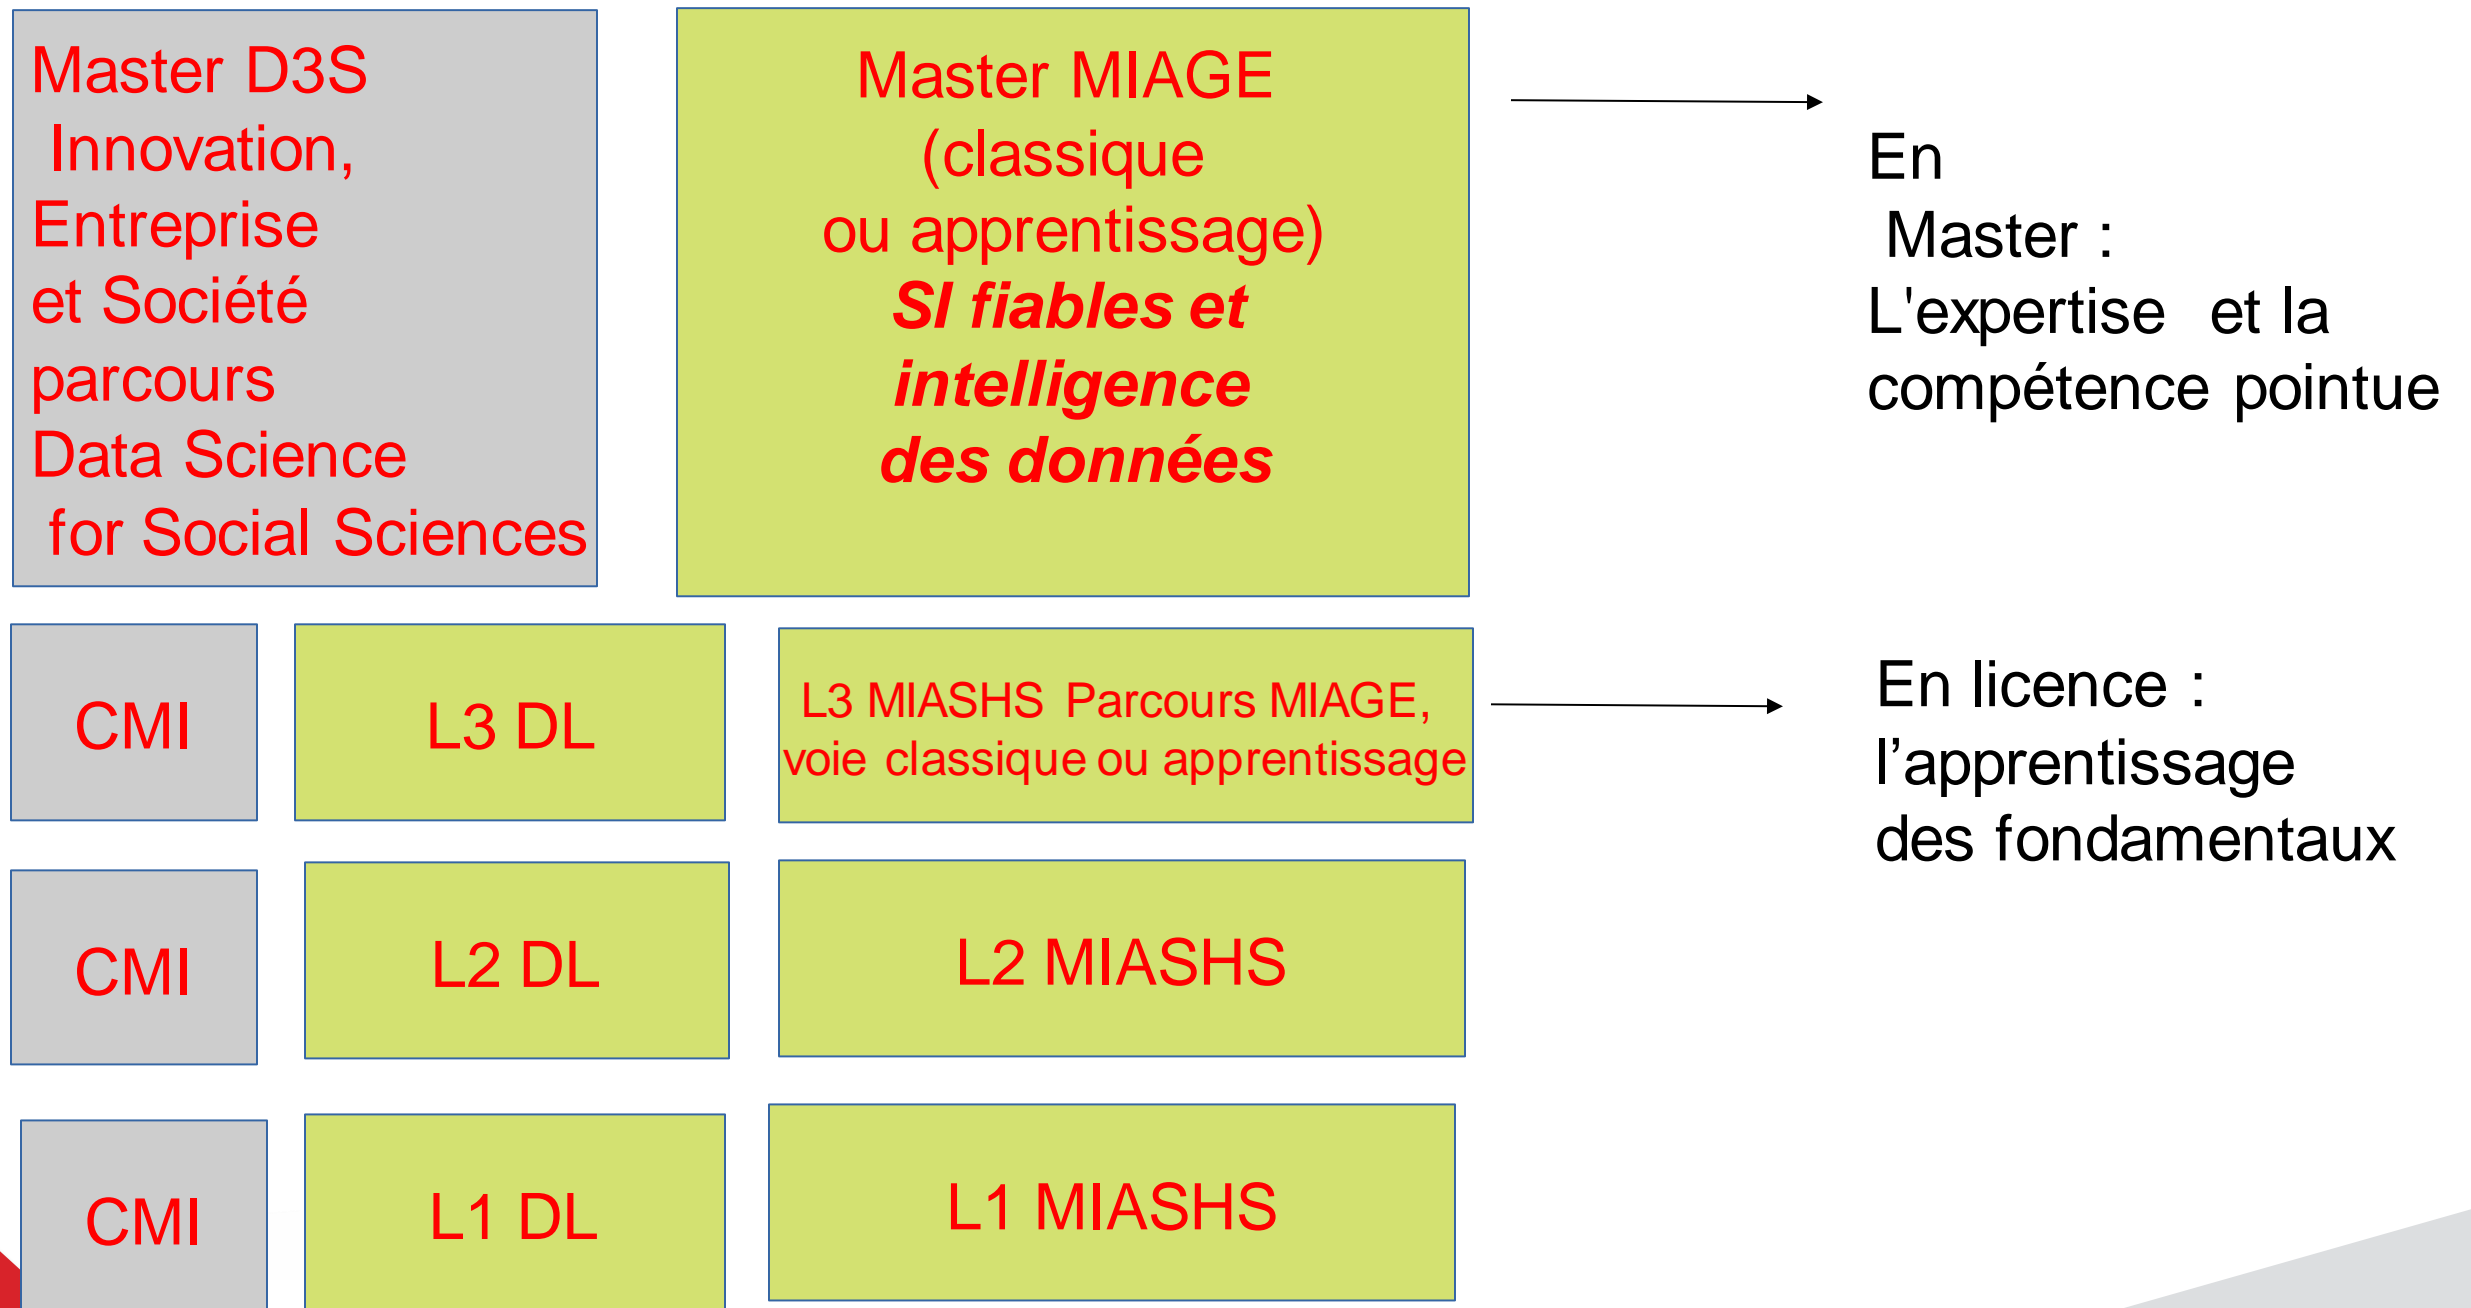 Master D3S
Innovation,
Entreprise
et Société
parcours
Data Science
for Social Sciences
Master MIAGE
(classique
ou apprentissage)
SI fiables et
intelligence
des données
En
Master :
L'expertise et la
compétence pointue
CMI
L3 DL
L3 MIASHS Parcours MIAGE,
voie classique ou apprentissage
En licence :
l’apprentissage
des fondamentaux
CMI
L2 DL
L2 MIASHS
CMI
L1 DL
L1 MIASHS